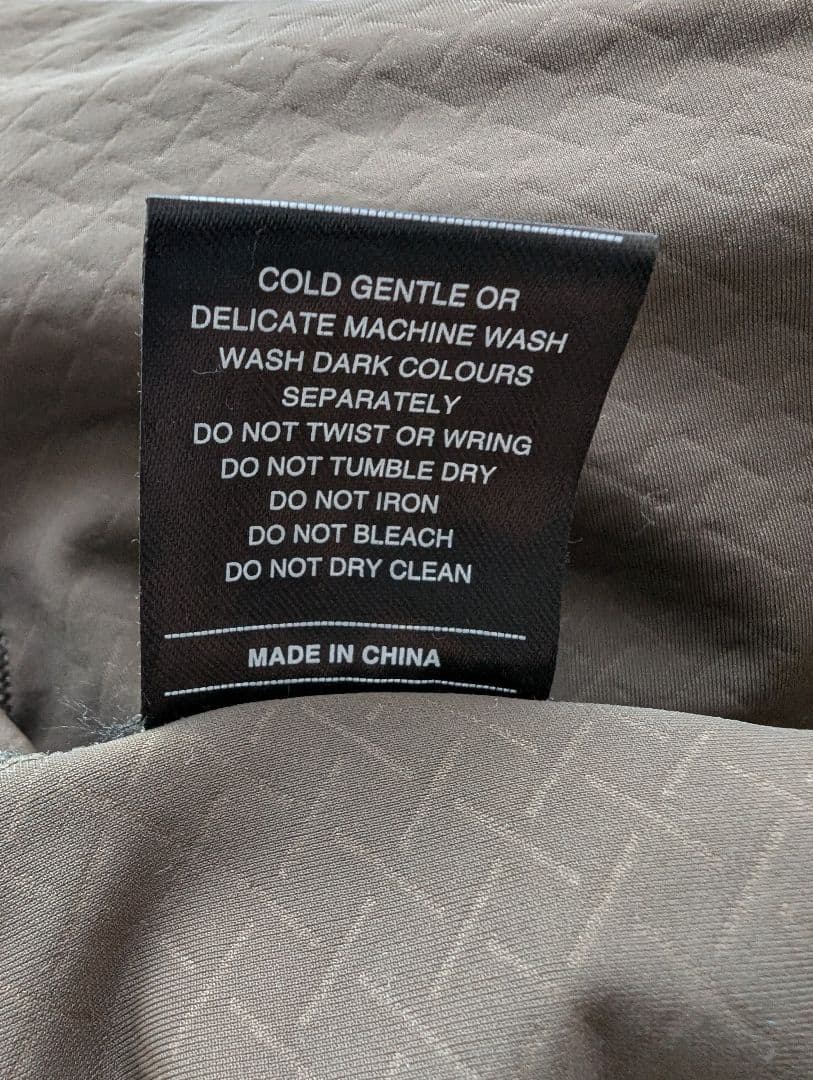 COLD GENTLE OR
DELICATE MACHINE WASH
WASH DARK COLOURS
SEPARATELY
DO NOT TWIST OR WRING
DO NOT TUMBLE DRY
DO NOT IRON
DO NOT BLEACH
DO NOT DRY CLEAN
MADE IN CHINA